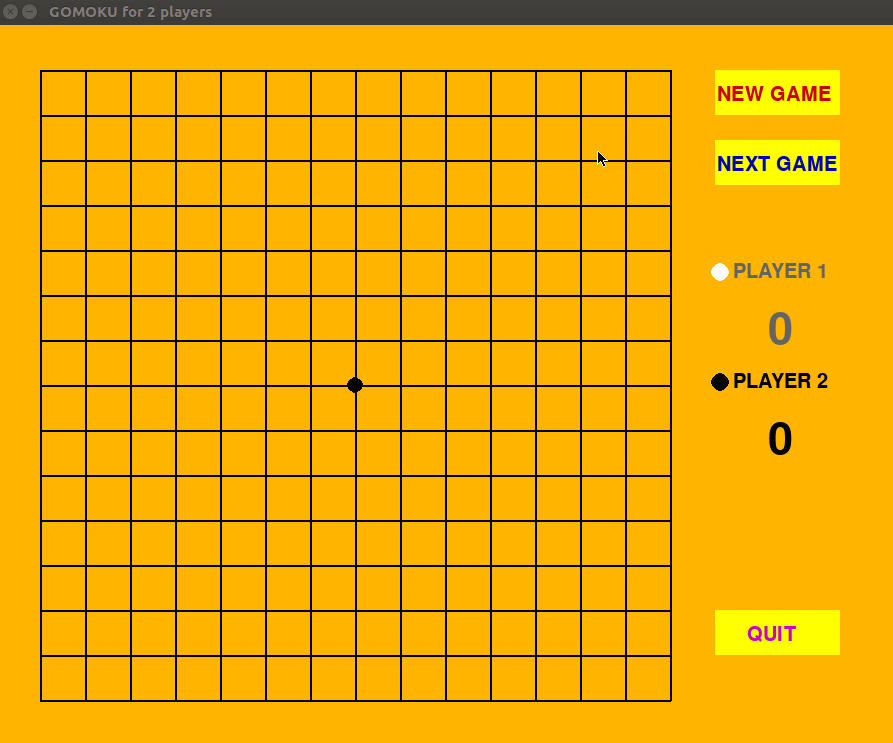 GOMOKU for 2 players
NEW GAME
NEXT GAME
PLAYER 1
0
PLAYER 2
0
QUIT